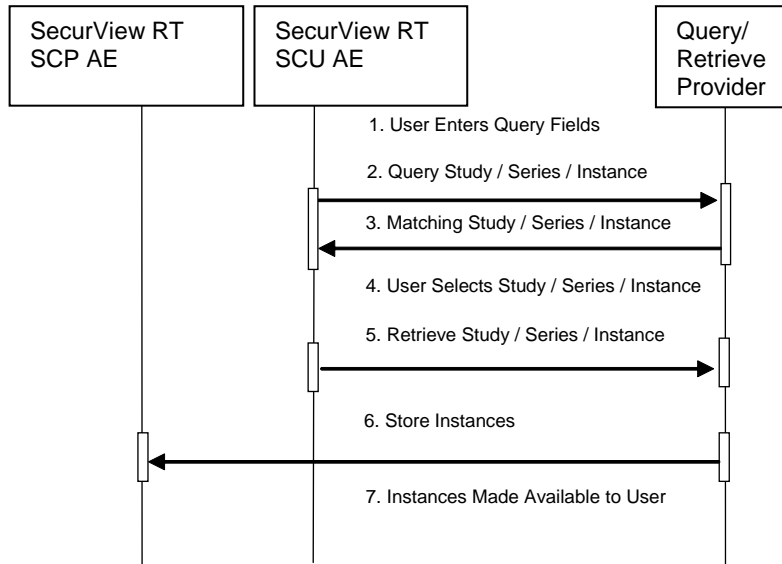 SecurView RT
SCP AE
SecurView RT
SCU AE
Query/
Retrieve
Provider
1. User Enters Query Fields
2. Query Study / Series / Instance
3. Matching Study / Series / Instance
4. User Selects Study / Series / Instance
5. Retrieve Study / Series / Instance
6. Store Instances
7. Instances Made Available to User